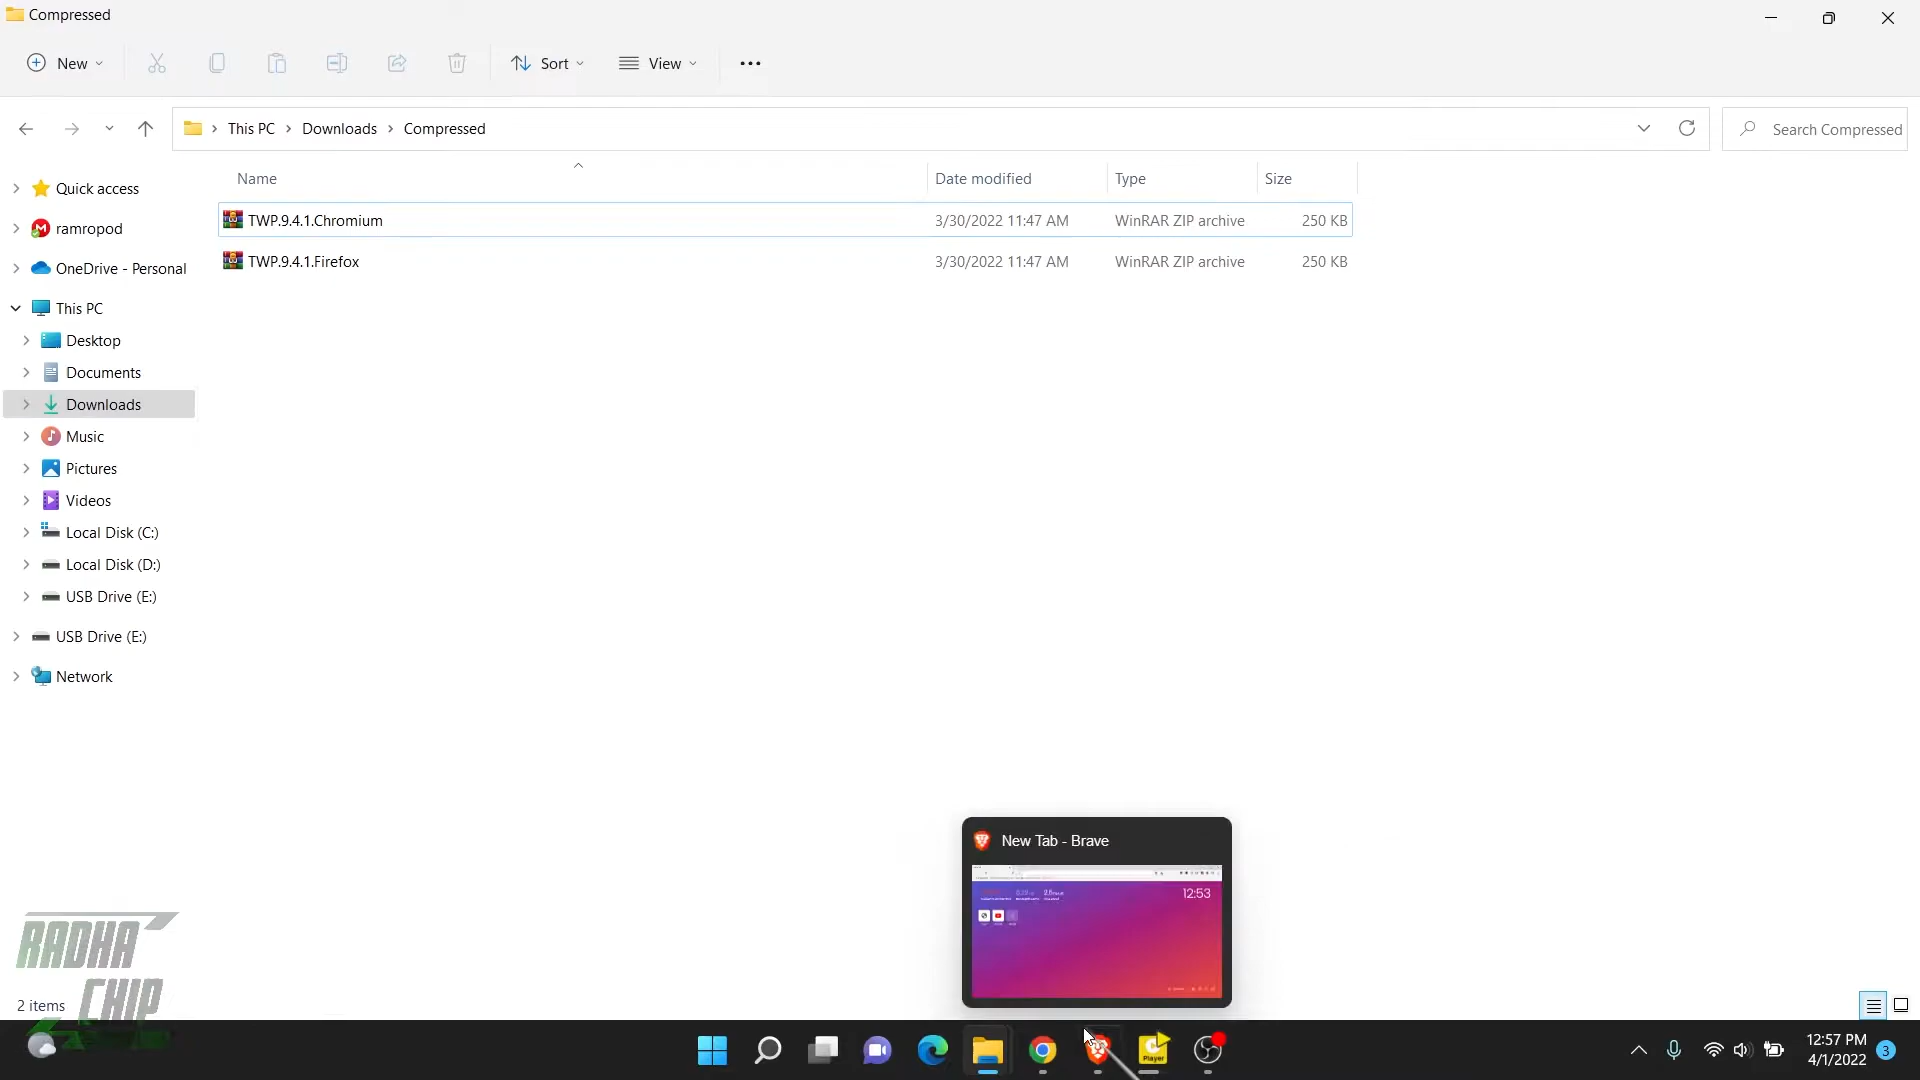 Compressed
New
Sort
View
This PC
Downloads
Compressed
Search Compressed
Name
Date modified
Type
Size
TWP.9.4.1.Chromium
3/30/2022 11:47 AM
WinRAR ZIP archive
250 KB
TWP.9.4.1.Firefox
3/30/2022 11:47 AM
WinRAR ZIP archive
250 KB
Quick access
ramropod
OneDrive - Personal
This PC
Desktop
Documents
Downloads
Music
Pictures
Videos
Local Disk (C:)
Local Disk (D:)
USB Drive (E:)
USB Drive (E:)
Network
New Tab - Brave
12:53
RADHA
CHIP
2 items
Player
12:57 PM
4/1/2022
3